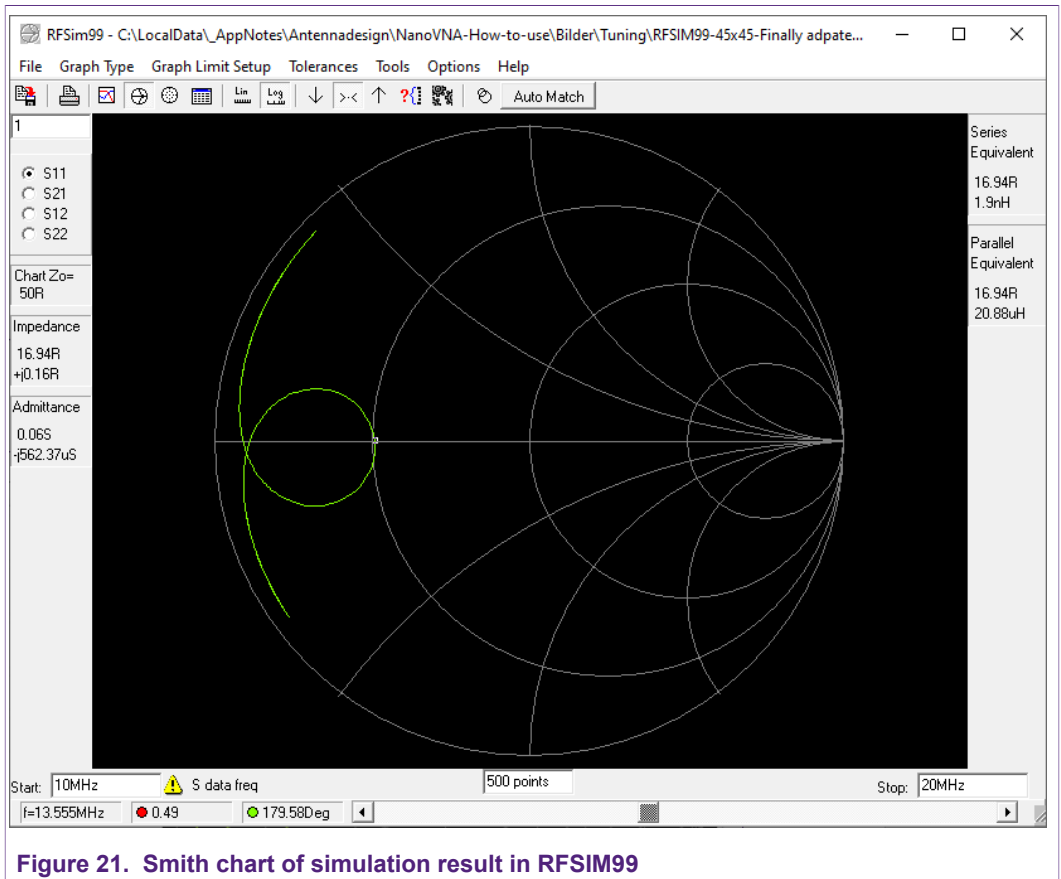 RFSim99 - C:\LocalData\_AppNotes\Antennadesign\NanoVNA-How-to-use\Bilder\Tuning\RFSIM99-45x45-Finally adpate...
File Graph Type Graph Limit Setup Tolerances Tools Options Help
Lin Log ?{ Auto Match
1
S11
S21
S12
S22
Chart Zo=
50R
Impedance
16.94R
+j0.16R
Admittance
0.06S
-j562.37uS
Series
Equivalent
16.94R
1.9nH
Parallel
Equivalent
16.94R
20.88uH
Start: 10MHz S data freq 500 points Stop: 20MHz
f=13.555MHz 0.49 179.58Deg
Figure 21. Smith chart of simulation result in RFSIM99